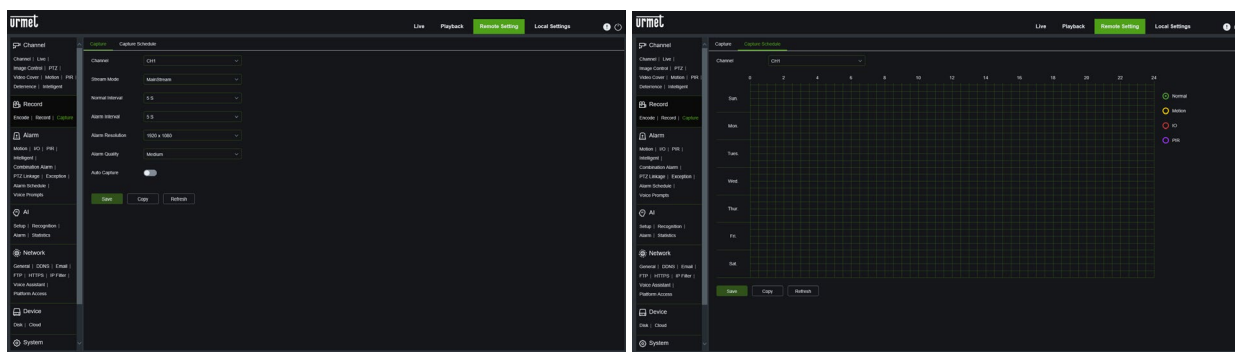 urmet
Live Playback Remote Setting Local Settings
Channel
Channel | Live |
Image Control | PTZ |
Video Cover | Motion | PIR |
Deterrence | Intelligent
Record
Encode | Record | Capture
Alarm
Motion | I/O | PIR |
Intelligent |
Combination Alarm |
PTZ Linkage | Exception |
Alarm Schedule |
Voice Prompts
AI
Setup | Recognition |
Alarm | Statistics
Network
General | DDNS | Email |
FTP | HTTPS | IP Filter |
Voice Assistant |
Platform Access
Device
Disk | Cloud
System
Capture Capture Schedule
Channel CH1
Stream Mode MainStream
Normal Interval 5 S
Alarm Interval 5 S
Alarm Resolution 1920 x 1080
Alarm Quality Medium
Auto Capture
Save Copy Refresh
urmet
Live Playback Remote Setting Local Settings
Channel
Channel | Live |
Image Control | PTZ |
Video Cover | Motion | PIR |
Deterrence | Intelligent
Record
Encode | Record | Capture
Alarm
Motion | I/O | PIR |
Intelligent |
Combination Alarm |
PTZ Linkage | Exception |
Alarm Schedule |
Voice Prompts
AI
Setup | Recognition |
Alarm | Statistics
Network
General | DDNS | Email |
FTP | HTTPS | IP Filter |
Voice Assistant |
Platform Access
Device
Disk | Cloud
System
Capture Capture Schedule
Channel CH1
0 2 4 6 8 10 12 14 16 18 20 22 24
Sun.
Mon.
Tues.
Wed.
Thur.
Fri.
Sat.
Normal
Motion
IO
PIR
Save Copy Refresh